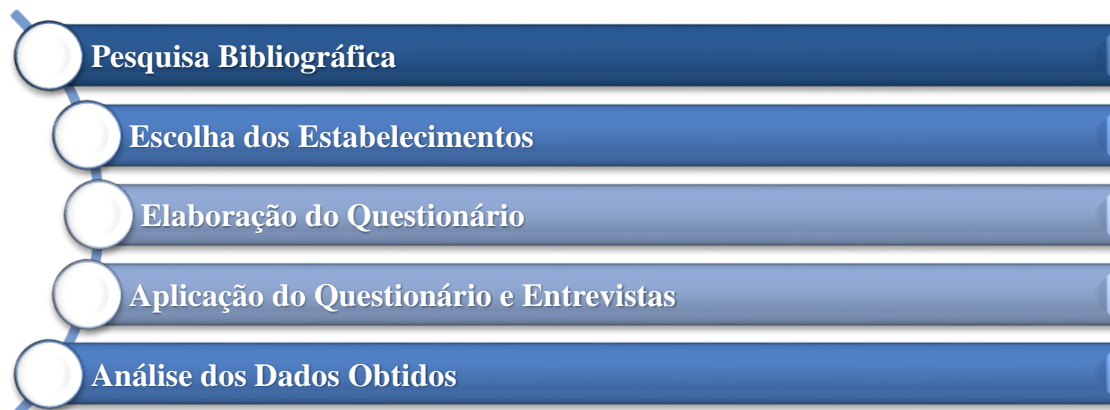 Pesquisa Bibliográfica
Escolha dos Estabelecimentos
Elaboração do Questionário
Aplicação do Questionário e Entrevistas
Análise dos Dados Obtidos